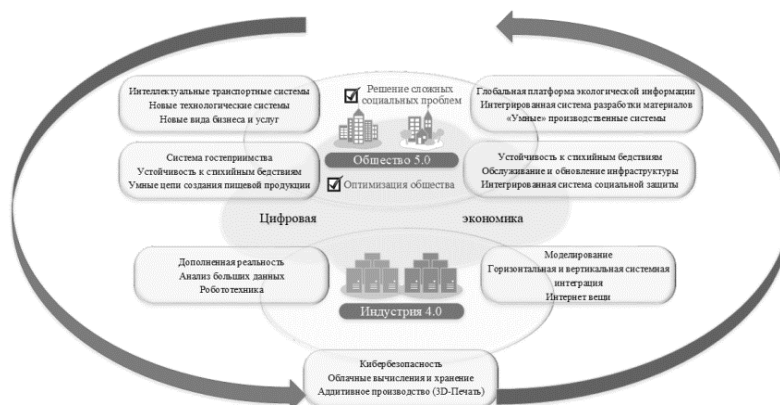 Интеллектуальные транспортные системы
Новые технологические системы
Новые вида бизнеса и услуг
Решение сложных
социальных проблем
Глобальная платформа экологической информации
Интегрированная система разработки материалов
«Умные» производственные системы
Система гостеприимства
Устойчивость к стихийным бедствиям
Умные цепи создания пищевой продукции
Общество 5.0
Оптимизация общества
Устойчивость к стихийным бедствиям
Обслуживание и обновление инфраструктуры
Интегрированная система социальной защиты
Цифровая
экономика
Дополненная реальность
Анализ больших данных
Робототехника
Индустрия 4.0
Моделирование
Горизонтальная и вертикальная системная
интеграция
Интернет вещи
Кибербезопасность
Облачные вычисления и хранение
Аддитивное производство (3D-Печать)